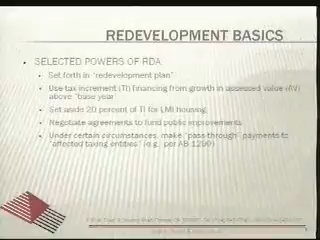 REDEVELOPMENT BASICS
• SELECTED POWERS OF RDA:
• Set forth in "redevelopment plan"
• Use tax increment (TI) financing from growth in assessed value (AV)
above "base year"
• Set aside 20 percent of TI for LMI housing
• Negotiate agreements to fund public improvements
• Under certain circumstances, make "pass-through" payments to
"affected taxing entities" (e.g., per AB 1290)